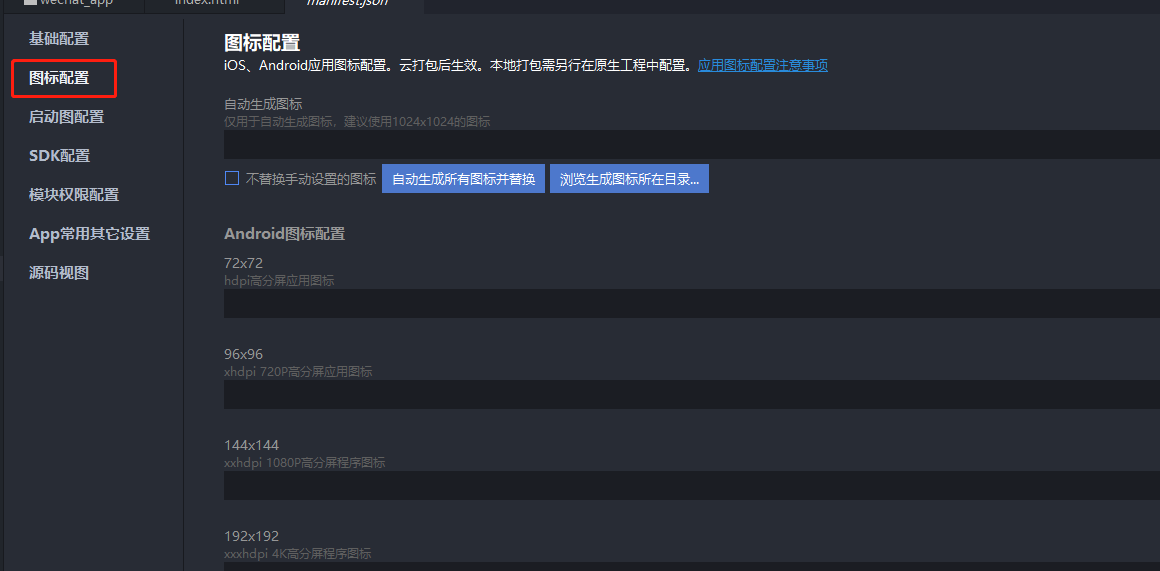 wechat_app
index.html
manifest.json
基础配置
图标配置
启动图配置
SDK配置
模块权限配置
App常用其它设置
源码视图
图标配置
iOS、Android应用图标配置。云打包后生效。本地打包需另行在原生工程中配置。 应用图标配置注意事项
自动生成图标
仅用于自动生成图标，建议使用1024x1024的图标
不替换手动设置的图标 自动生成所有图标并替换 浏览生成图标所在目录...
Android图标配置
72x72
hdpi高分屏应用图标
96x96
xhdpi 720P高分屏应用图标
144x144
xxhdpi 1080P高分屏程序图标
192x192
xxxhdpi 4K高分屏程序图标